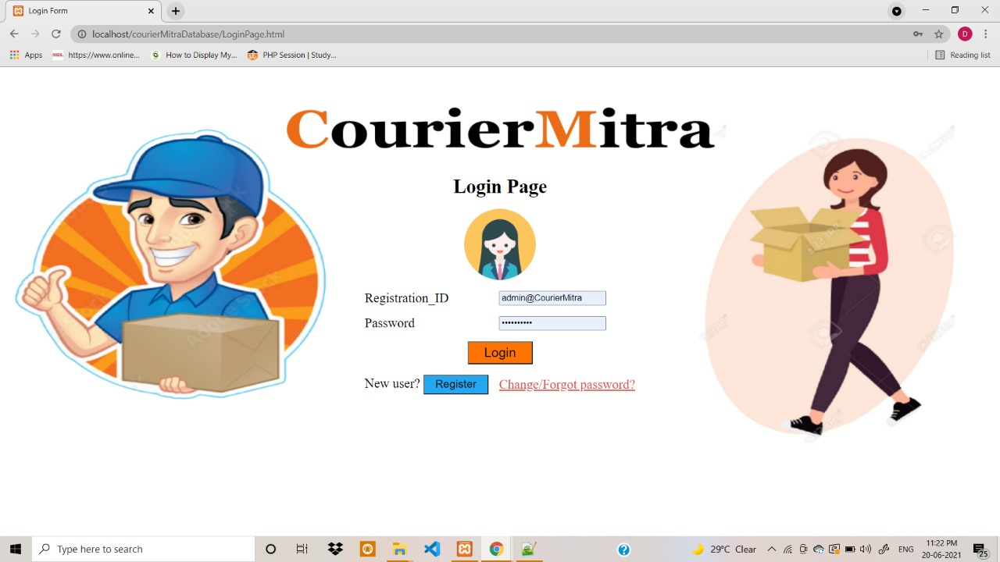 Login Form
localhost/courierMitraDatabase/LoginPage.html
Apps
NSDL
https://www.online...
How to Display My...
PHP Session | Study...
Reading list
D
CourierMitra
Login Page
Registration_ID
admin@CourierMitra
Password
••••••••••
Login
New user?
Register
Change/Forgot password?
Type here to search
29°C Clear
ENG
11:22 PM
20-06-2021
25